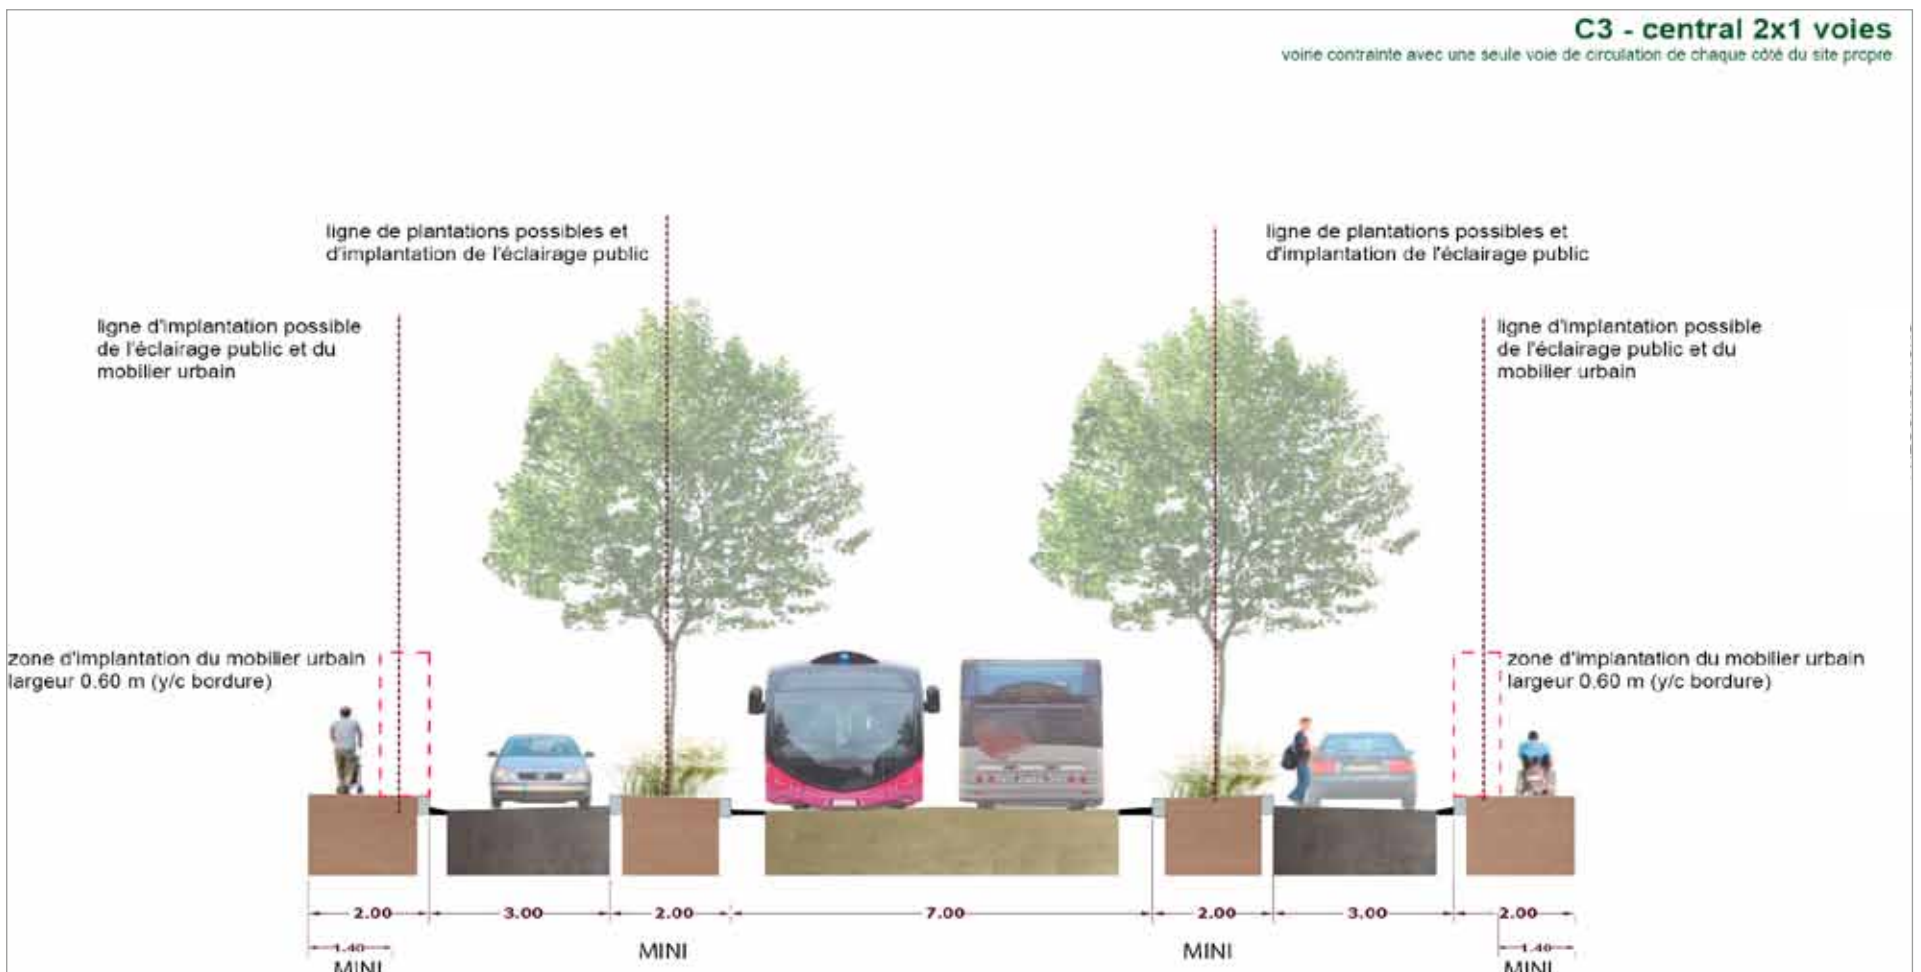 C3 - central 2x1 voies
voirie contrainte avec une seule voie de circulation de chaque côté du site propre
ligne de plantations possibles et
d'implantation de l'éclairage public
ligne de plantations possibles et
d'implantation de l'éclairage public
ligne d'implantation possible
de l'éclairage public et du
mobilier urbain
ligne d'implantation possible
de l'éclairage public et du
mobilier urbain
zone d'implantation du mobilier urbain
largeur 0.60 m (y/c bordure)
zone d'implantation du mobilier urbain
largeur 0.60 m (y/c bordure)
2.00 3.00 2.00 7.00 2.00 3.00 2.00
1.40 MINI MINI 1.40
MINI MINI